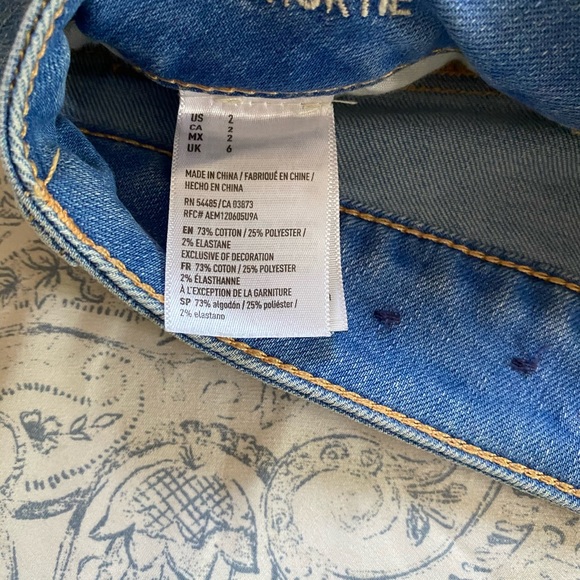 US 2
CA 2
MX 2
UK 6
MADE IN CHINA / FABRIQUÉ EN CHINE /
HECHO EN CHINA
RN 54485/CA 03873
RFC# AEM120605U9A
EN 73% COTTON / 25% POLYESTER /
2% ELASTANE
EXCLUSIVE OF DECORATION
FR 73% COTON / 25% POLYESTER /
2% ÉLASTHANNE
À L'EXCEPTION DE LA GARNITURE
SP 73% algodón / 25% poliéster /
2% elastane